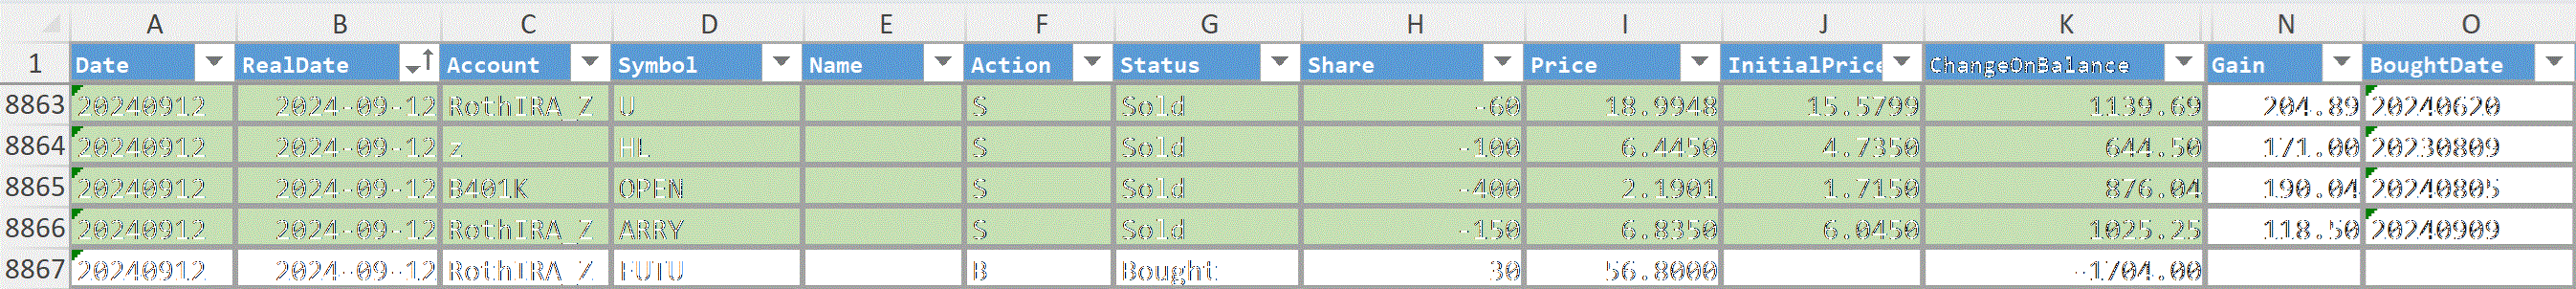 A B C D E F G H I J K N O
1 Date RealDate Account Symbol Name Action Status Share Price InitialPrice ChangeOnBalance Gain BoughtDate
8863 20240912 2024-09-12 RothIRA_Z U S Sold -60 18.9948 15.5799 1139.69 204.89 20240620
8864 20240912 2024-09-12 z HL S Sold -100 6.4450 4.7350 644.50 171.00 20230809
8865 20240912 2024-09-12 B401K OPEN S Sold -400 2.1901 1.7150 876.04 190.04 20240805
8866 20240912 2024-09-12 RothIRA_Z ARRY S Sold -150 6.8350 6.0450 1025.25 118.50 20240909
8867 20240912 2024-09-12 RothIRA_Z FUTU B Bought 30 56.8000 -1704.00